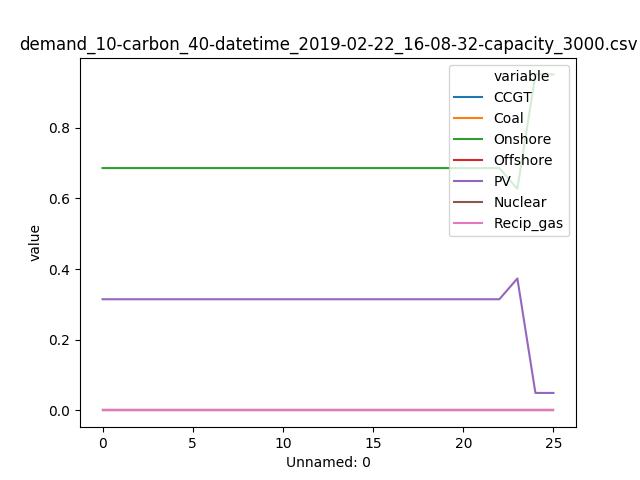 demand_10-carbon_40-datetime_2019-02-22_16-08-32-capacity_3000.csv
variable
CCGT
Coal
Onshore
Offshore
PV
Nuclear
Recip_gas
value
0.8
0.6
0.4
0.2
0.0
0 5 10 15 20 25
Unnamed: 0